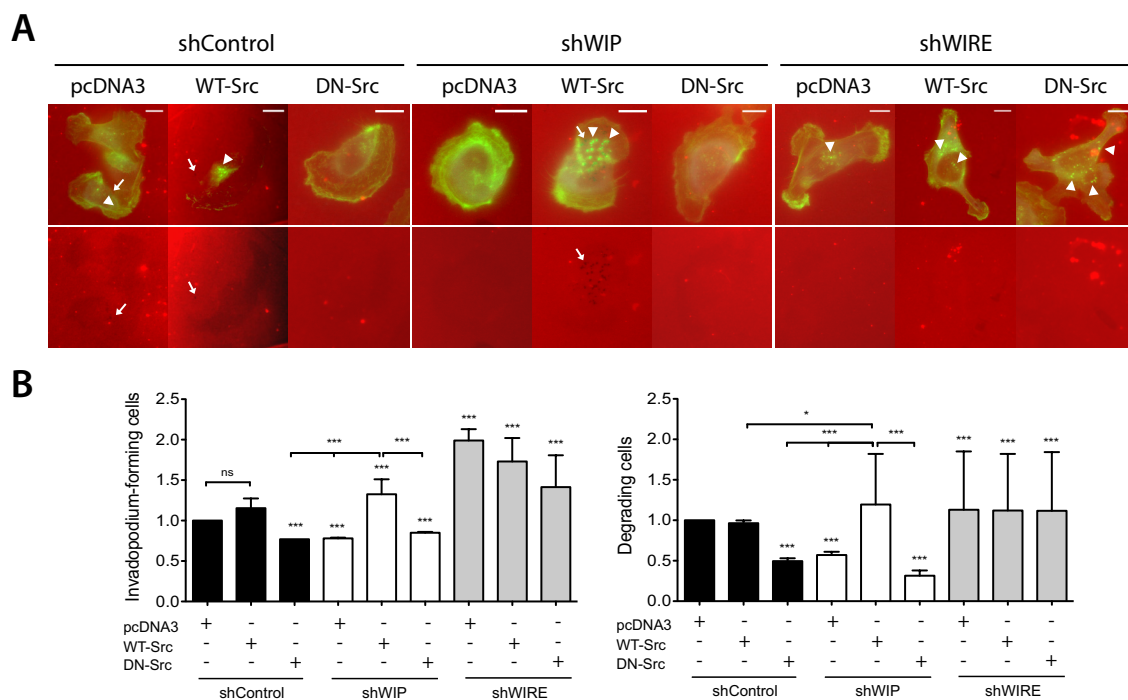 A
shControl shWIP shWIRE
pcDNA3 WT-Src DN-Src pcDNA3 WT-Src DN-Src pcDNA3 WT-Src DN-Src
B
Invadopodium-forming cells
2.5
2.0
1.5
1.0
0.5
0.0
ns
***
***
***
***
***
***
***
***
***
pcDNA3 + - - + - - + - -
WT-Src - + - - + - - + -
DN-Src - - + - - + - - +
shControl shWIP shWIRE
Degrading cells
2.5
2.0
1.5
1.0
0.5
0.0
*
***
***
***
***
***
***
***
***
pcDNA3 + - - + - - + - -
WT-Src - + - - + - - + -
DN-Src - - + - - + - - +
shControl shWIP shWIRE